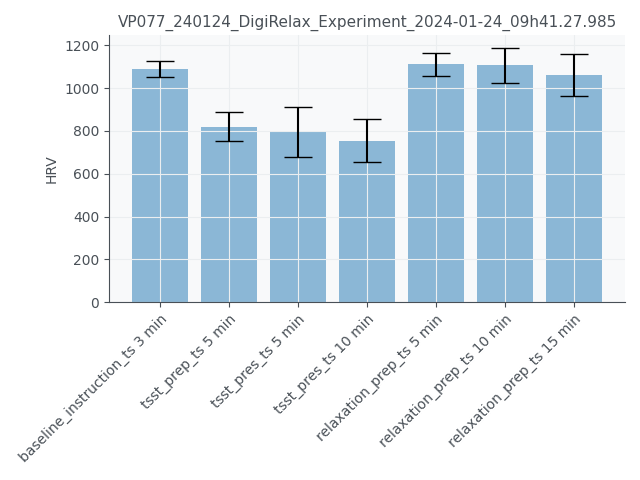 VP077_240124_DigiRelax_Experiment_2024-01-24_09h41.27.985
1200
1000
800
600
400
200
0
HRV
baseline_instruction_ts 3 min
tsst_prep_ts 5 min
tsst_pres_ts 5 min
tsst_pres_ts 10 min
relaxation_prep_ts 5 min
relaxation_prep_ts 10 min
relaxation_prep_ts 15 min